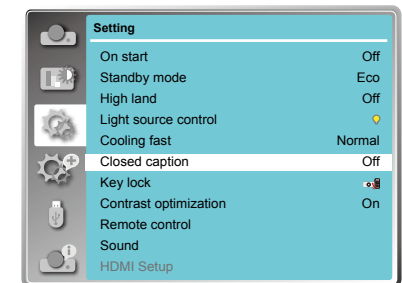 Setting
On start Off
Standby mode Eco
High land Off
Light source control
Cooling fast Normal
Closed caption Off
Key lock
Contrast optimization On
Remote control
Sound
HDMI Setup